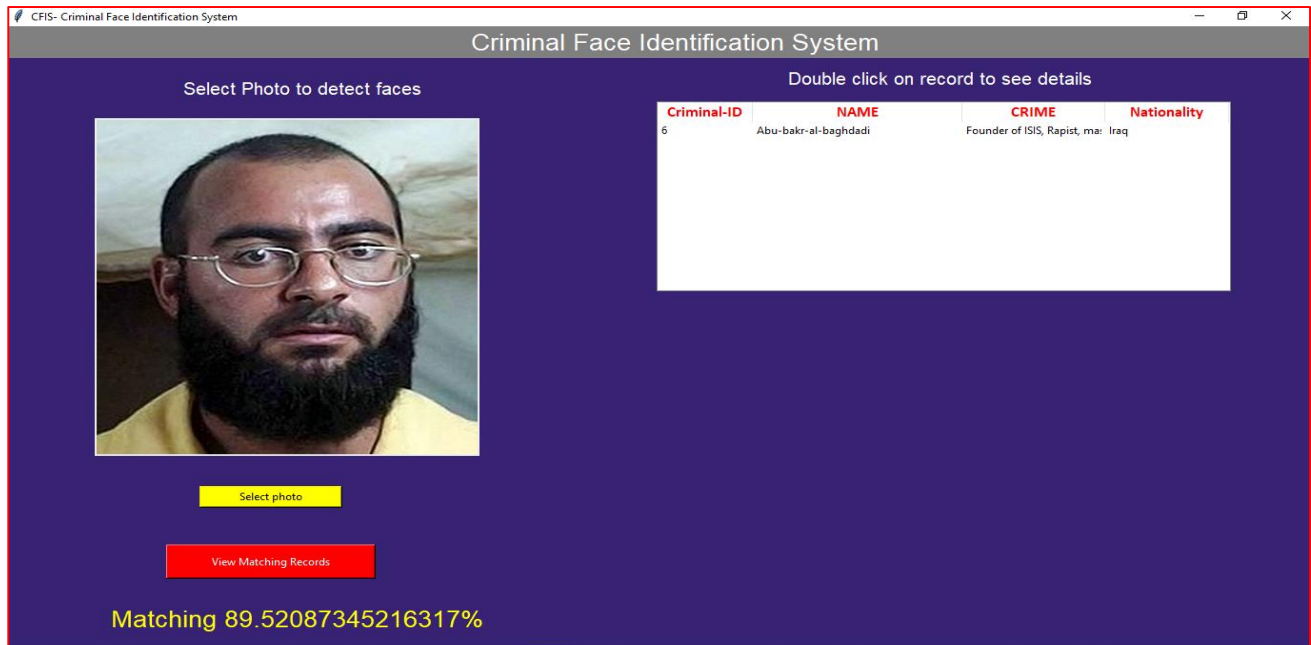 CFIS- Criminal Face Identification System
Criminal Face Identification System
Select Photo to detect faces
Double click on record to see details
Criminal-ID NAME CRIME Nationality
6 Abu-bakr-al-baghdadi Founder of ISIS, Rapist, mas Iraq
Select photo
View Matching Records
Matching 89.52087345216317%